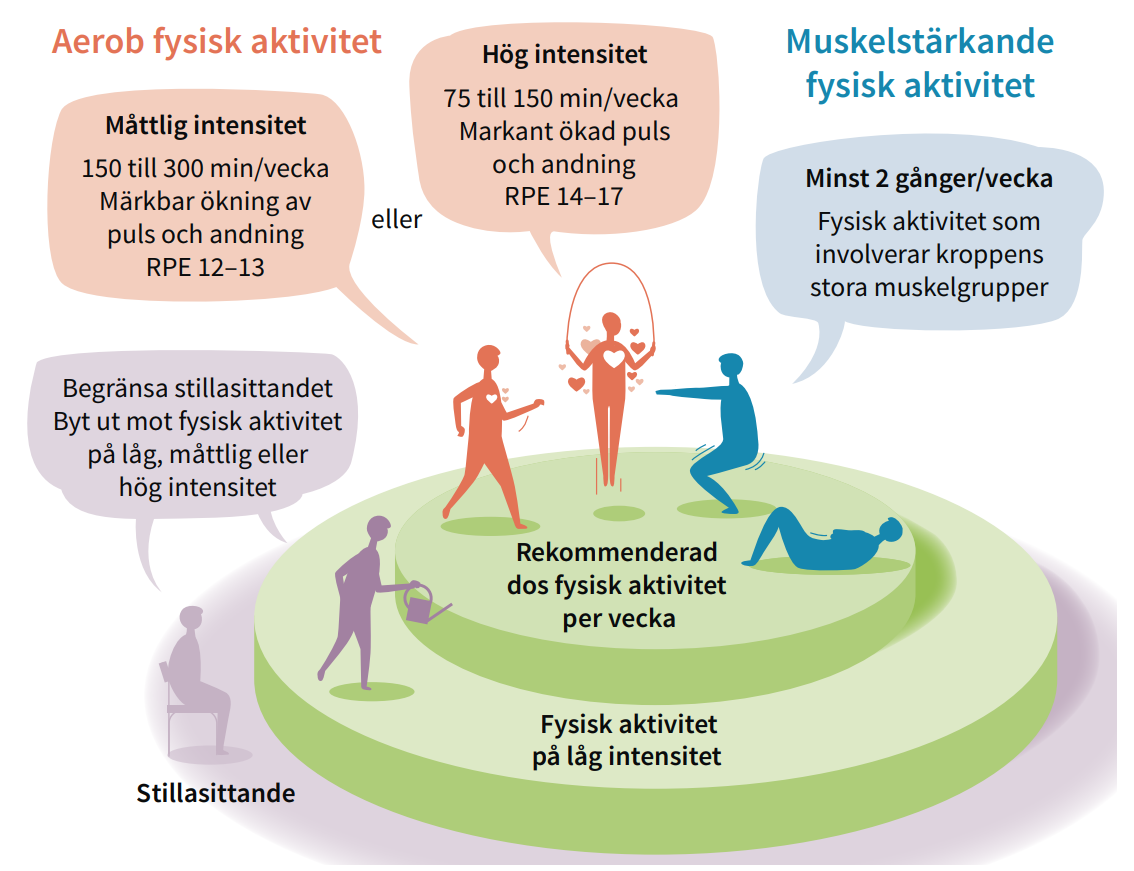 Aerob fysisk aktivitet
Måttlig intensitet
150 till 300 min/vecka
Märkbar ökning av
puls och andning
RPE 12–13
eller
Hög intensitet
75 till 150 min/vecka
Markant ökad puls
och andning
RPE 14–17
Muskelstärkande
fysisk aktivitet
Minst 2 gånger/vecka
Fysisk aktivitet som
involverar kroppens
stora muskelgrupper
Begränsa stillasittandet
Byt ut mot fysisk aktivitet
på låg, måttlig eller
hög intensitet
Rekommenderad
dos fysisk aktivitet
per vecka
Fysisk aktivitet
på låg intensitet
Stillasittande